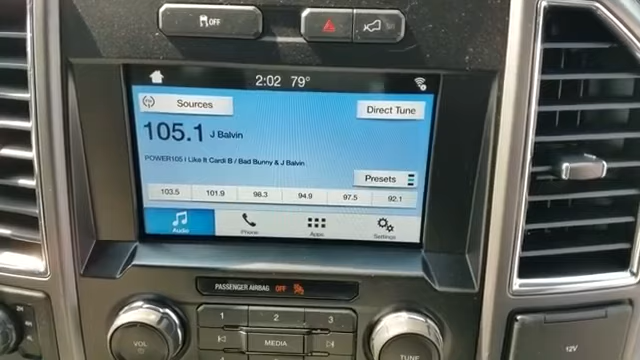 OFF
2:02 79°
Sources
Direct Tune
105.1 J Balvin
POWER105 I Like It Cardi B / Bad Bunny & J Balvin
Presets
103.5 101.9 98.3 94.9 97.5 92.1
Audio Phone Apps Settings
PASSENGER AIRBAG OFF
1 2 3
VOL MEDIA TUNE
12V